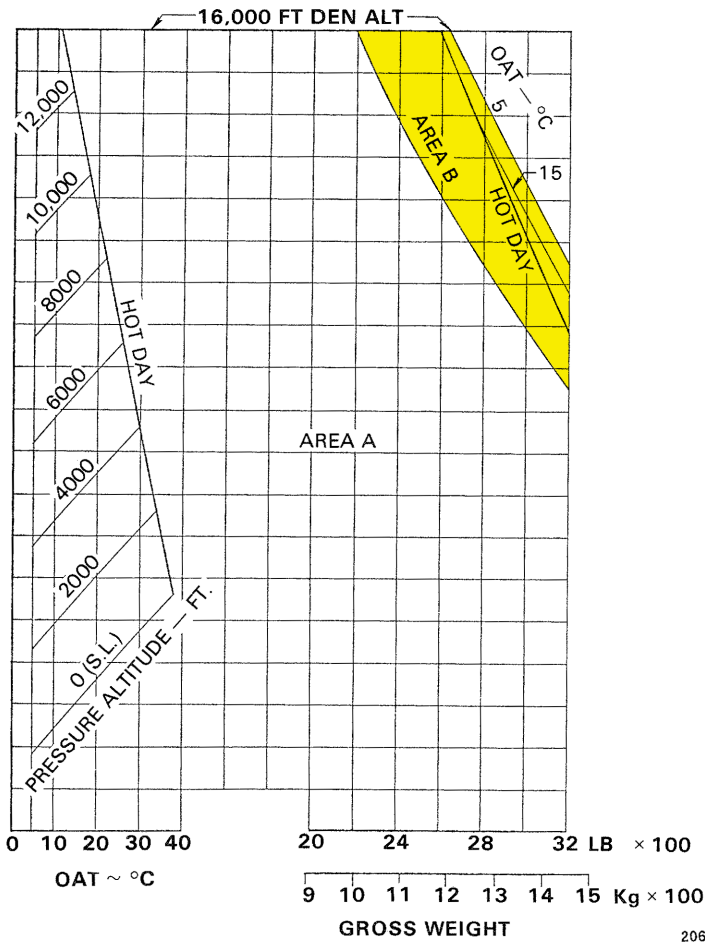 16,000 FT DEN ALT
OAT — °C
5
15
12,000
10,000
8000
6000
4000
2000
0 (S.L.)
HOT DAY
PRESSURE ALTITUDE — FT.
AREA B
HOT DAY
AREA A
0 10 20 30 40
20 24 28 32 LB × 100
OAT ~ °C
9 10 11 12 13 14 15 Kg × 100
GROSS WEIGHT
206